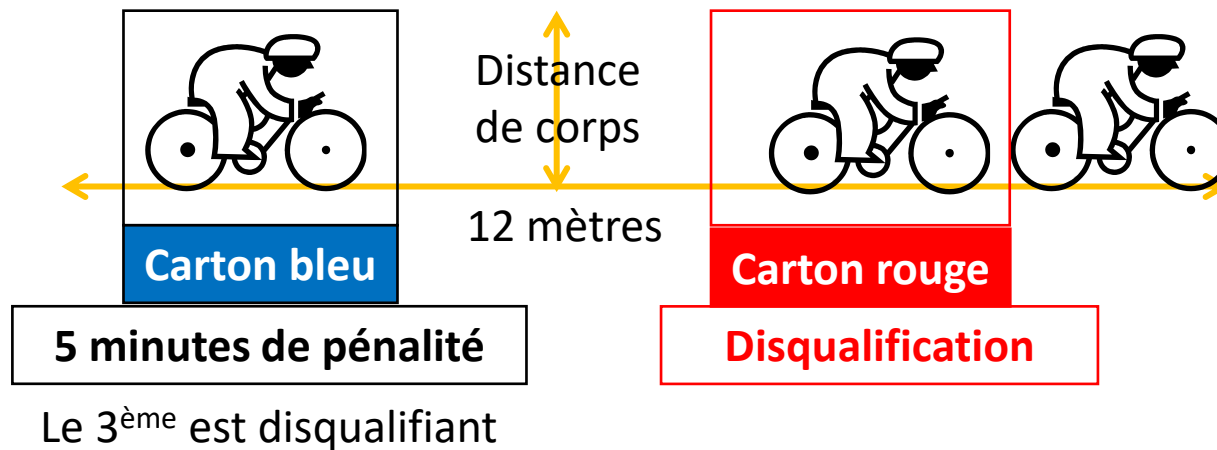 Distance
de corps
12 mètres
Carton bleu
Carton rouge
5 minutes de pénalité
Disqualification
Le 3ème est disqualifiant